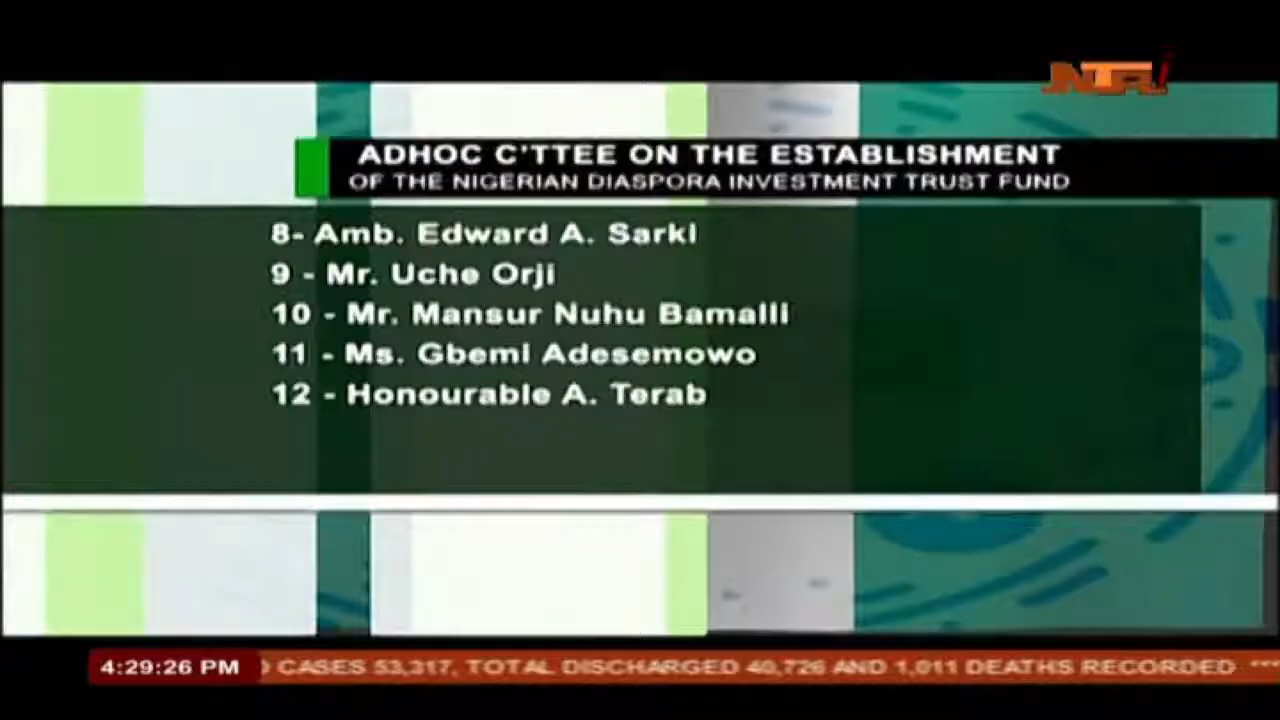 NTAi
ADHOC C'TTEE ON THE ESTABLISHMENT
OF THE NIGERIAN DIASPORA INVESTMENT TRUST FUND
8- Amb. Edward A. Sarki
9 - Mr. Uche Orji
10 - Mr. Mansur Nuhu Bamalli
11 - Ms. Gbemi Adesemowo
12 - Honourable A. Terab
4:29:26 PM
CASES 53,317, TOTAL DISCHARGED 40,726 AND 1,011 DEATHS RECORDED ***